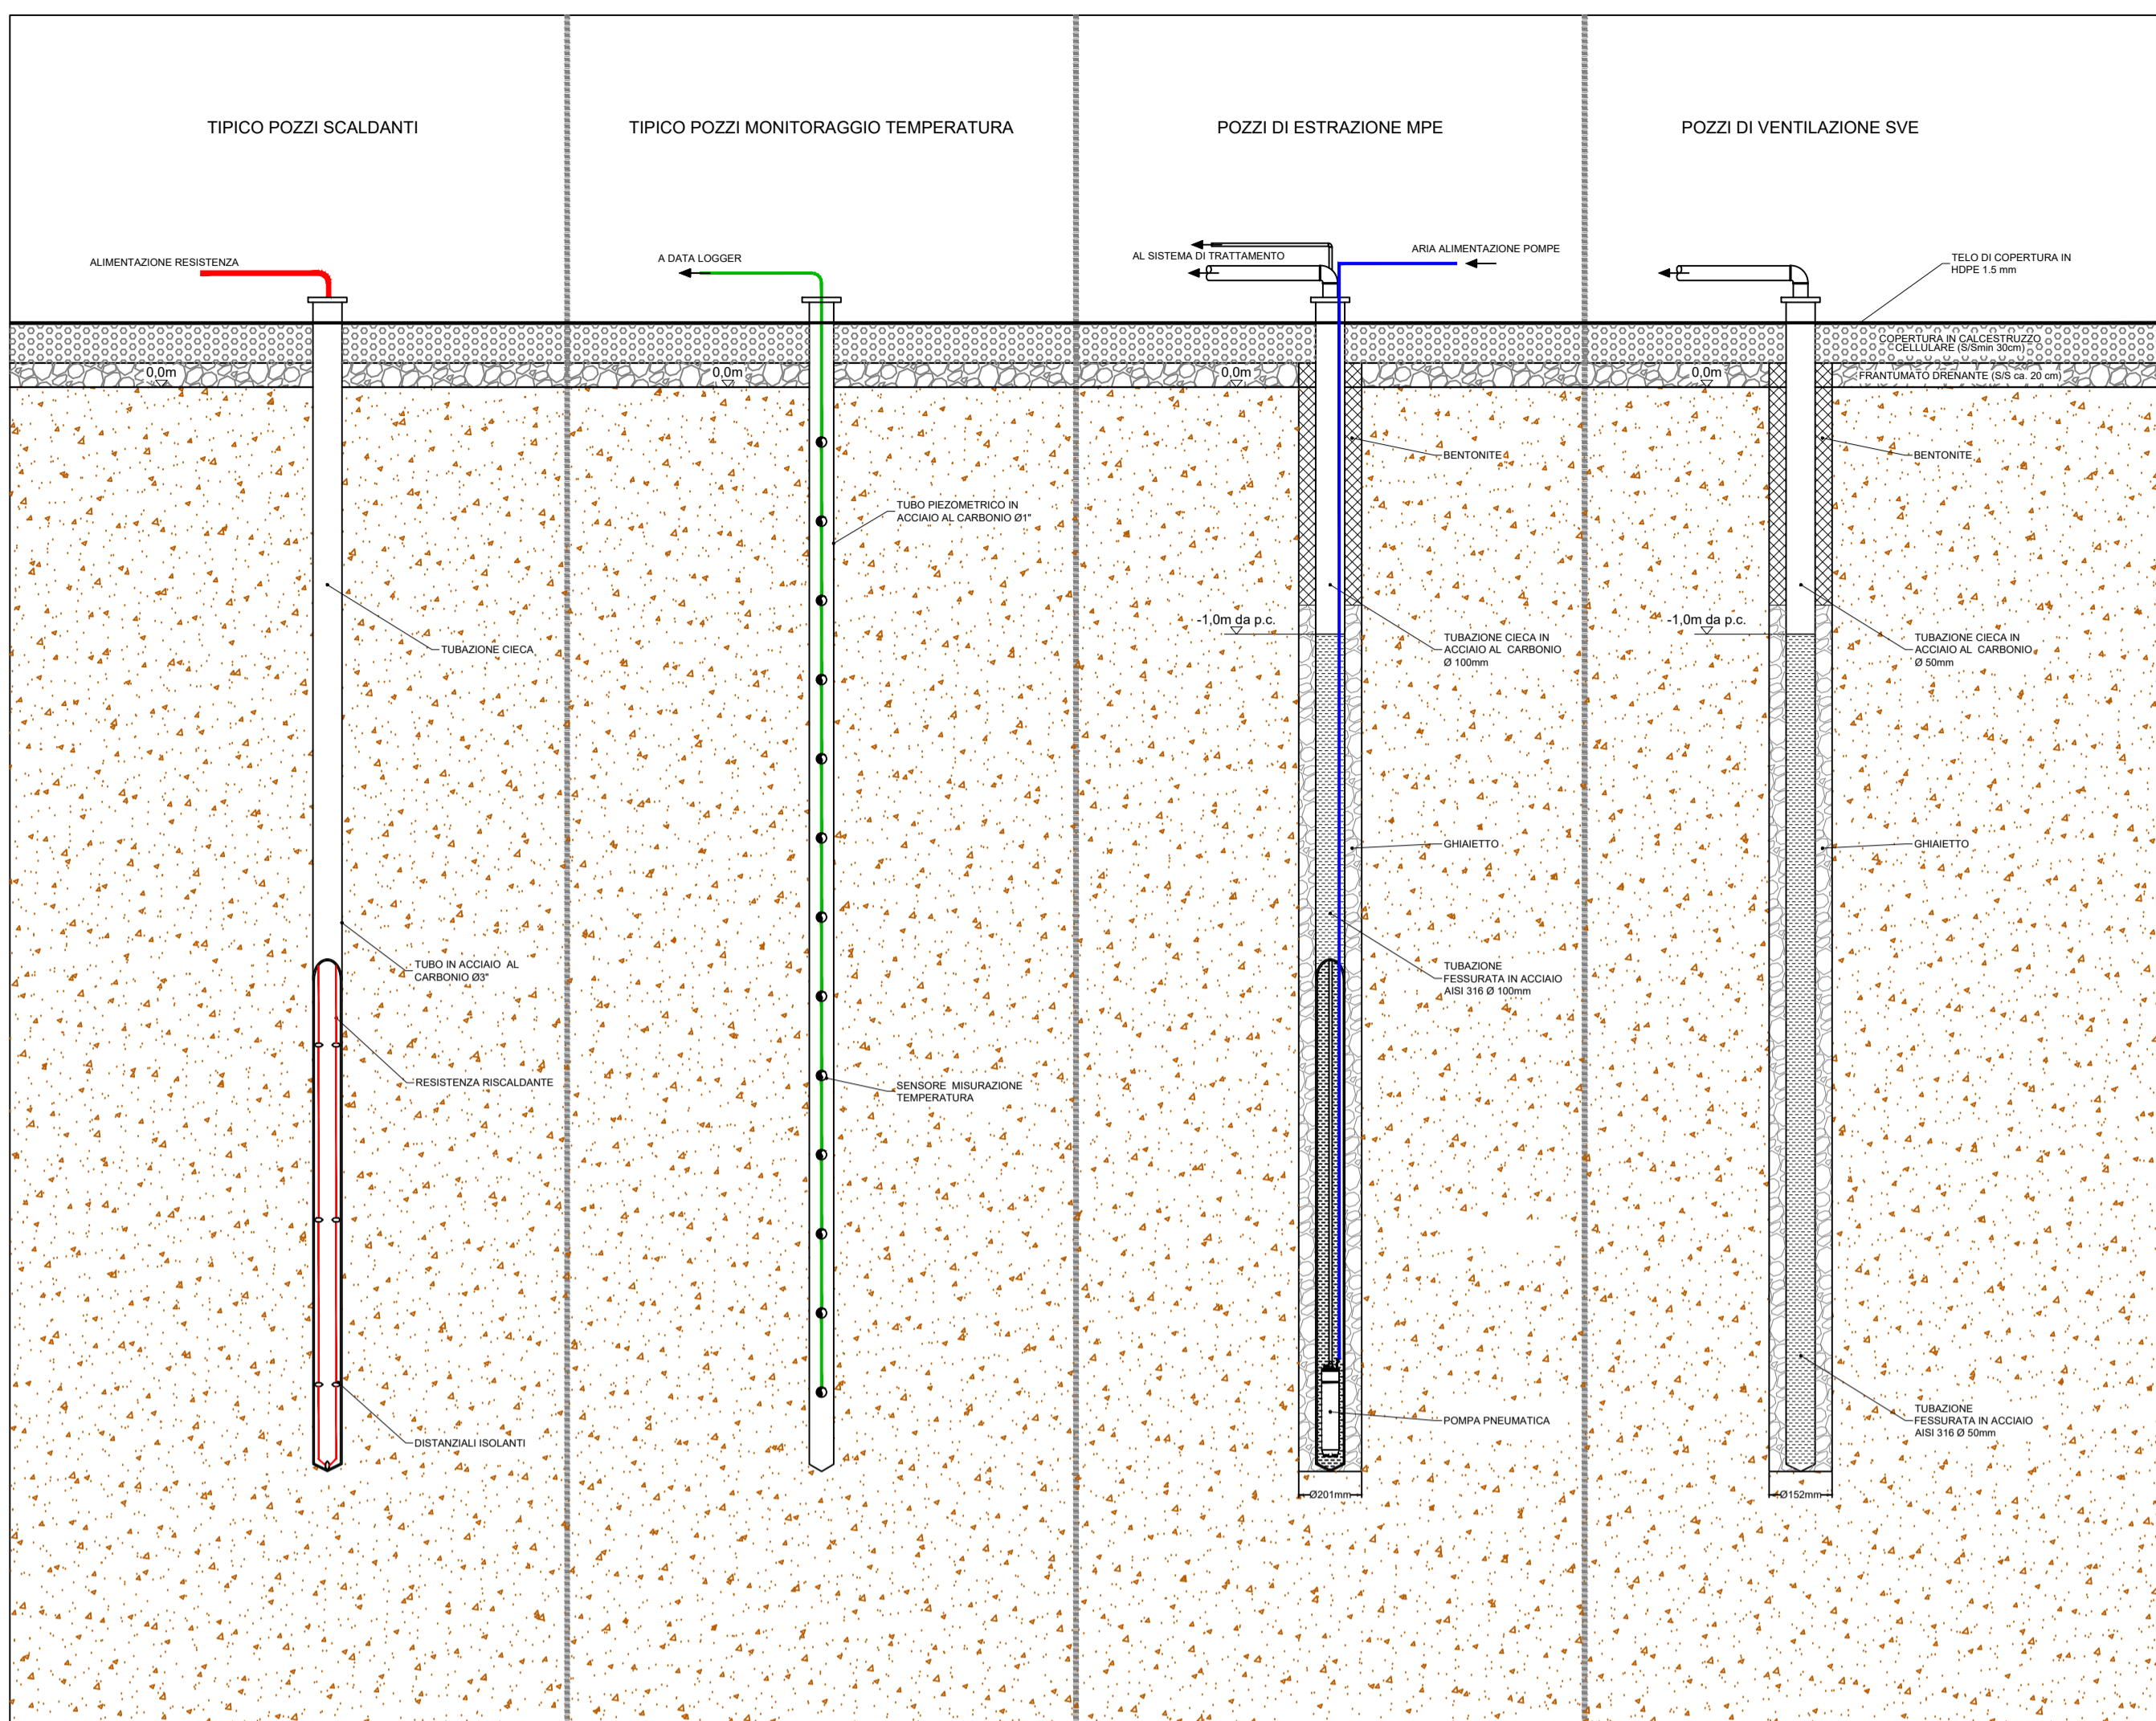 TIPICO POZZI SCALDANTI
ALIMENTAZIONE RESISTENZA
0,0m
TUBAZIONE CIECA
TUBO IN ACCIAIO AL
CARBONIO Ø3"
RESISTENZA RISCALDANTE
DISTANZIALI ISOLANTI
TIPICO POZZI MONITORAGGIO TEMPERATURA
A DATA LOGGER
0,0m
TUBO PIEZOMETRICO IN
ACCIAIO AL CARBONIO Ø1"
SENSORE MISURAZIONE
TEMPERATURA
POZZI DI ESTRAZIONE MPE
ARIA ALIMENTAZIONE POMPE
AL SISTEMA DI TRATTAMENTO
0,0m
BENTONITE
-1,0m da p.c.
TUBAZIONE CIECA IN
ACCIAIO AL CARBONIO
Ø 100mm
GHIAIETTO
TUBAZIONE
FESSURATA IN ACCIAIO
AISI 316 Ø 100mm
POMPA PNEUMATICA
Ø201mm
POZZI DI VENTILAZIONE SVE
TELO DI COPERTURA IN
HDPE 1.5 mm
COPERTURA IN CALCESTRUZZO
CELLULARE (S/Smin 30cm)
FRANTUMATO DRENANTE (S/S ca. 20 cm)
0,0m
BENTONITE
-1,0m da p.c.
TUBAZIONE CIECA IN
ACCIAIO AL CARBONIO
Ø 50mm
GHIAIETTO
TUBAZIONE
FESSURATA IN ACCIAIO
AISI 316 Ø 50mm
Ø152mm